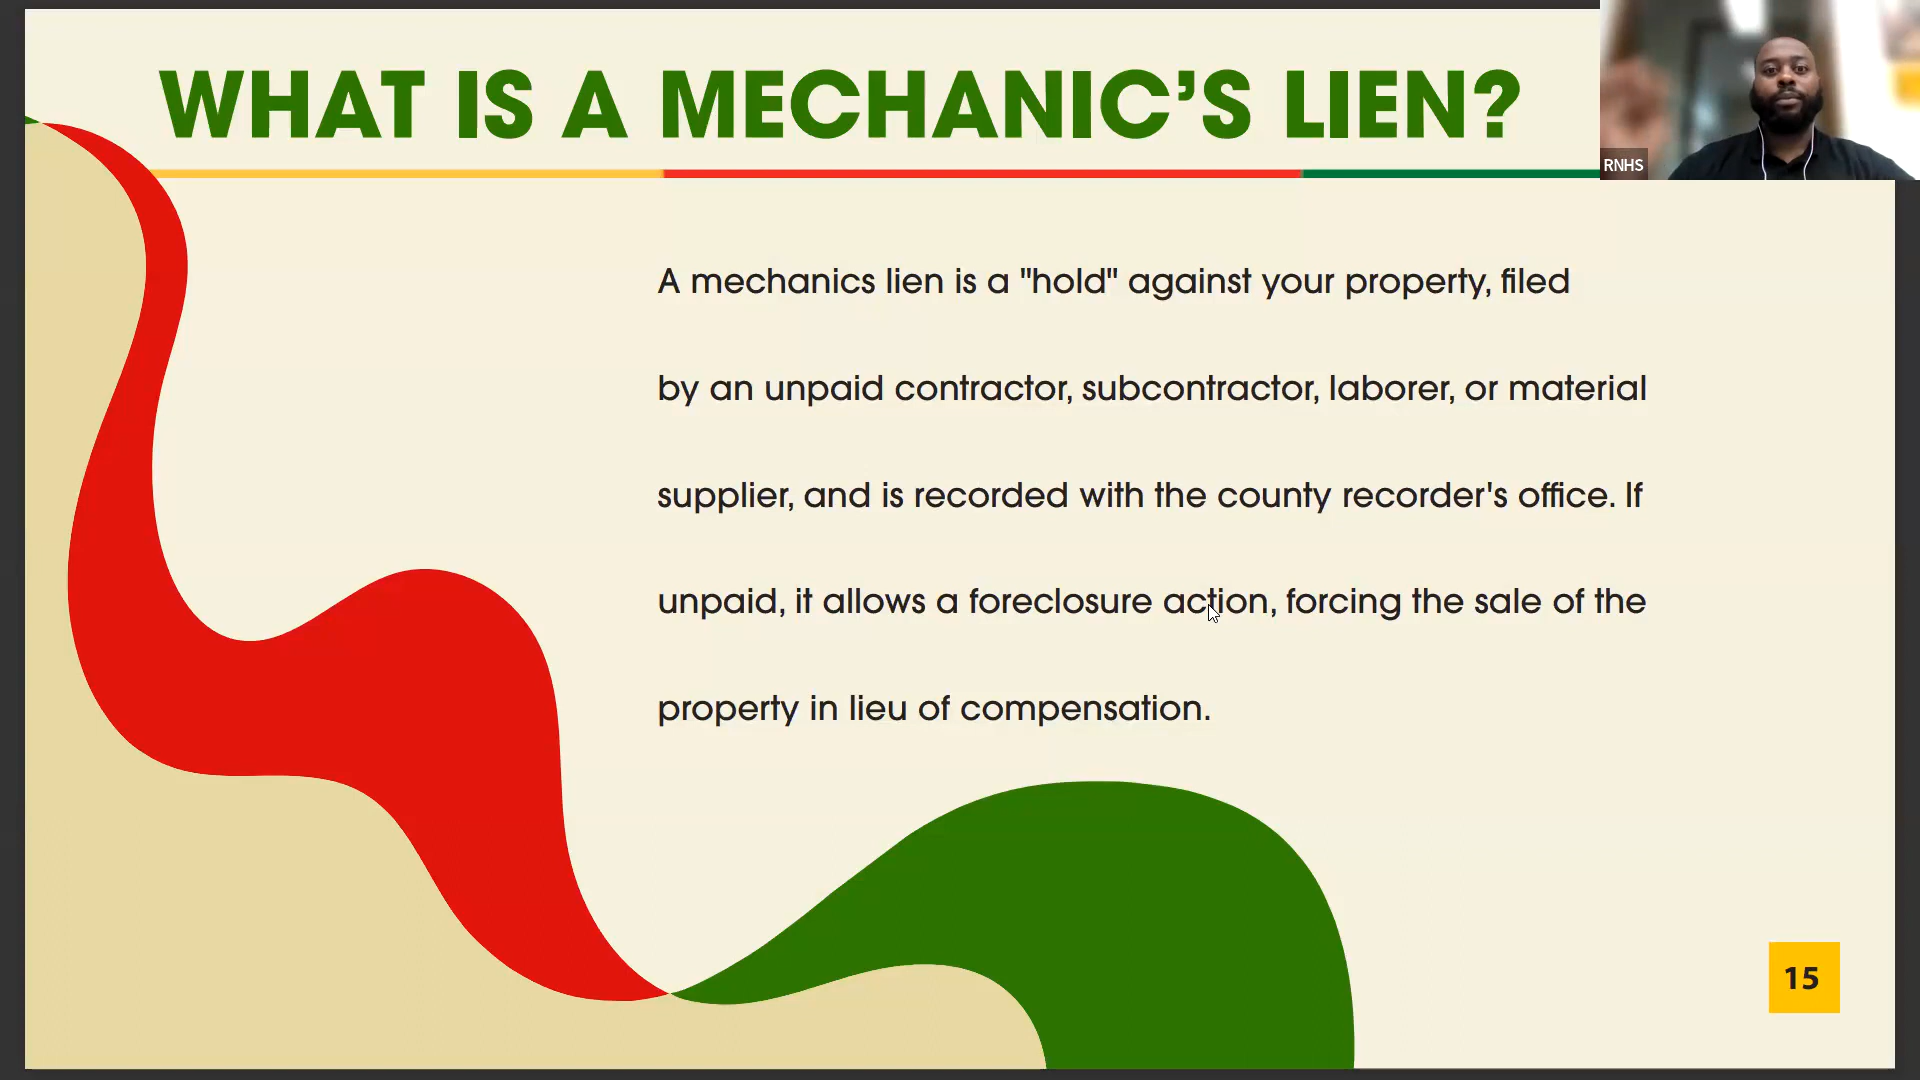 WHAT IS A MECHANIC’S LIEN?
RNHS
A mechanics lien is a "hold" against your property, filed
by an unpaid contractor, subcontractor, laborer, or material
supplier, and is recorded with the county recorder's office. If
unpaid, it allows a foreclosure action, forcing the sale of the
property in lieu of compensation.
15